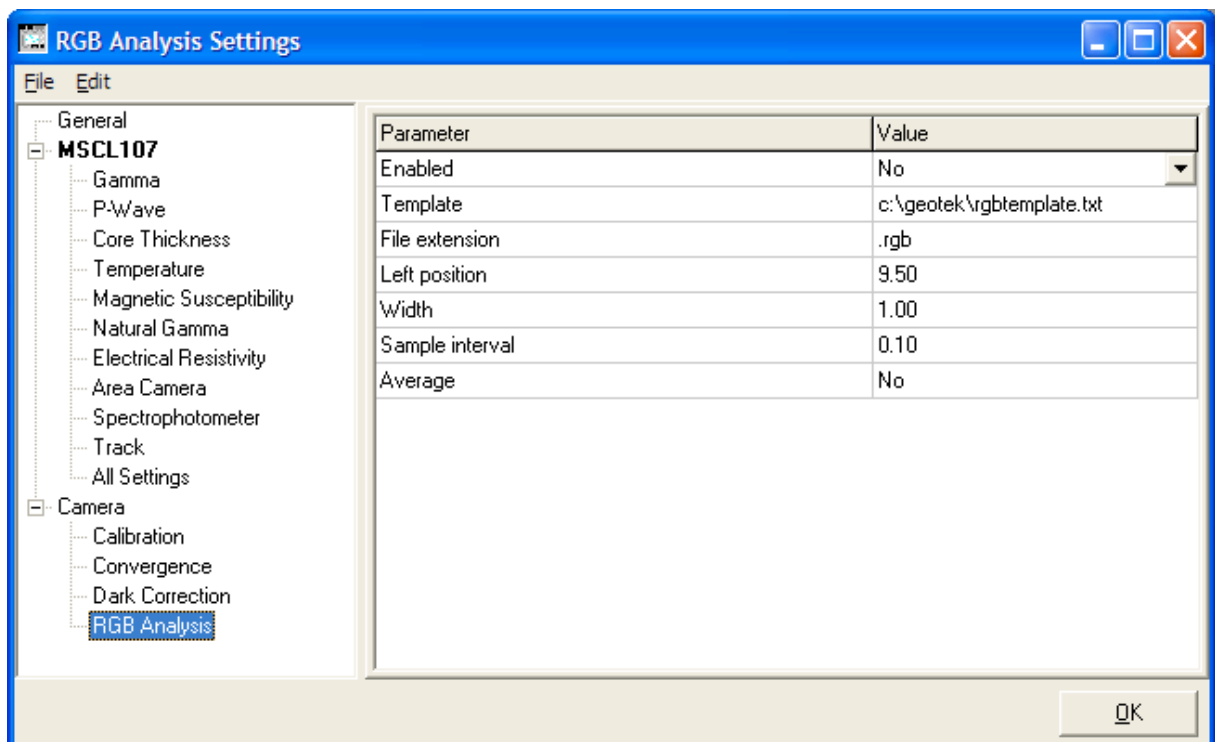 RGB Analysis Settings
File Edit
General
MSCL107
Gamma
P-Wave
Core Thickness
Temperature
Magnetic Susceptibility
Natural Gamma
Electrical Resistivity
Area Camera
Spectrophotometer
Track
All Settings
Camera
Calibration
Convergence
Dark Correction
RGB Analysis
Parameter Value
Enabled No
Template c:\geotek\rgbtemplate.txt
File extension .rgb
Left position 9.50
Width 1.00
Sample interval 0.10
Average No
OK